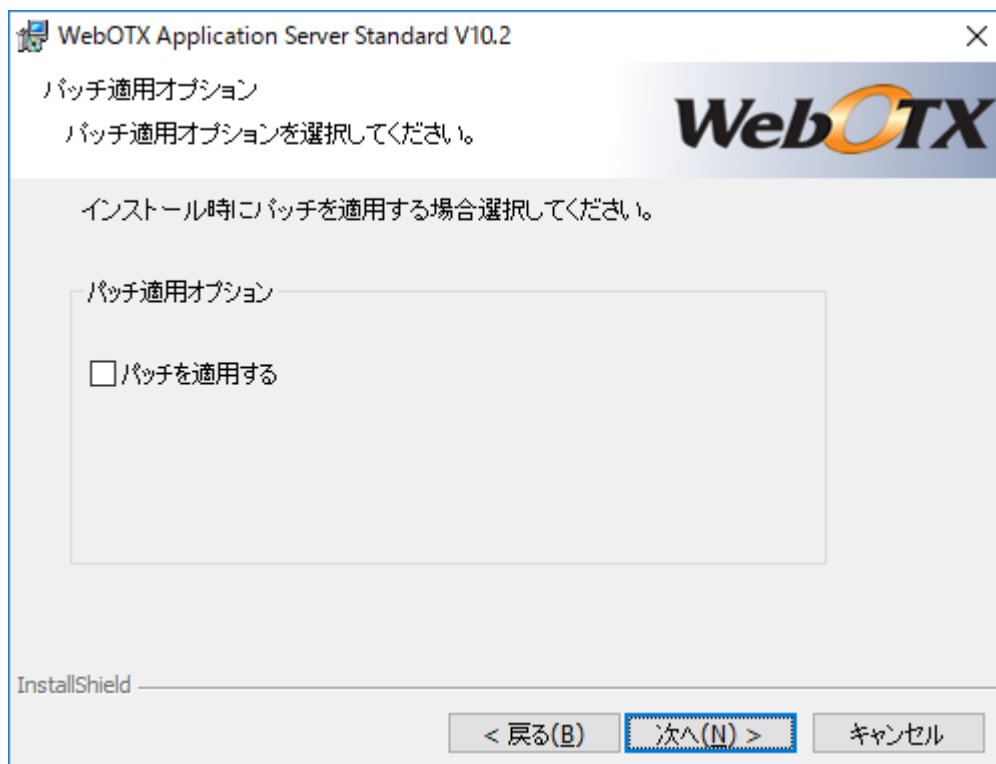 WebOTX Application Server Standard V10.2
パッチ適用オプション
パッチ適用オプションを選択してください。
WebOTX
インストール時にパッチを適用する場合選択してください。
パッチ適用オプション
パッチを適用する
InstallShield
< 戻る(B)
次へ(N) >
キャンセル